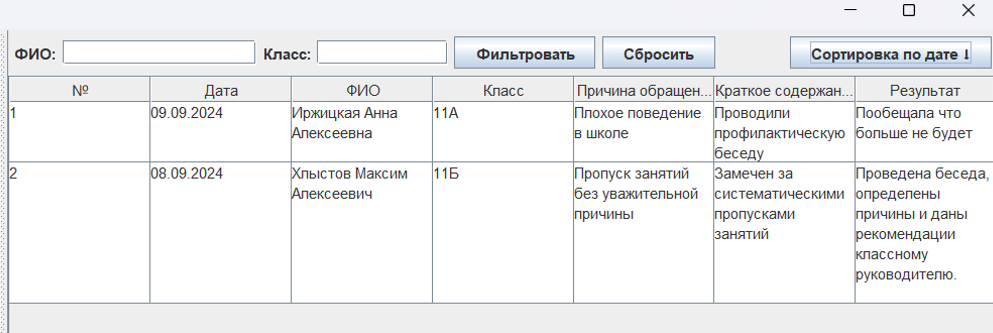 ФИО: Класс: Фильтровать Сбросить Сортировка по дате ↓
№ Дата ФИО Класс Причина обращен... Краткое содержан... Результат
1 09.09.2024 Иржицкая Анна 11А Плохое поведение Проводили Пообещала что
Алексеевна в школе профилактическую больше не будет
беседу
2 08.09.2024 Хлыстов Максим 11Б Пропуск занятий Замечен за Проведена беседа,
Алексеевич без уважительной систематическими определены
причины пропусками причины и даны
занятий рекомендации
классному
руководителю.